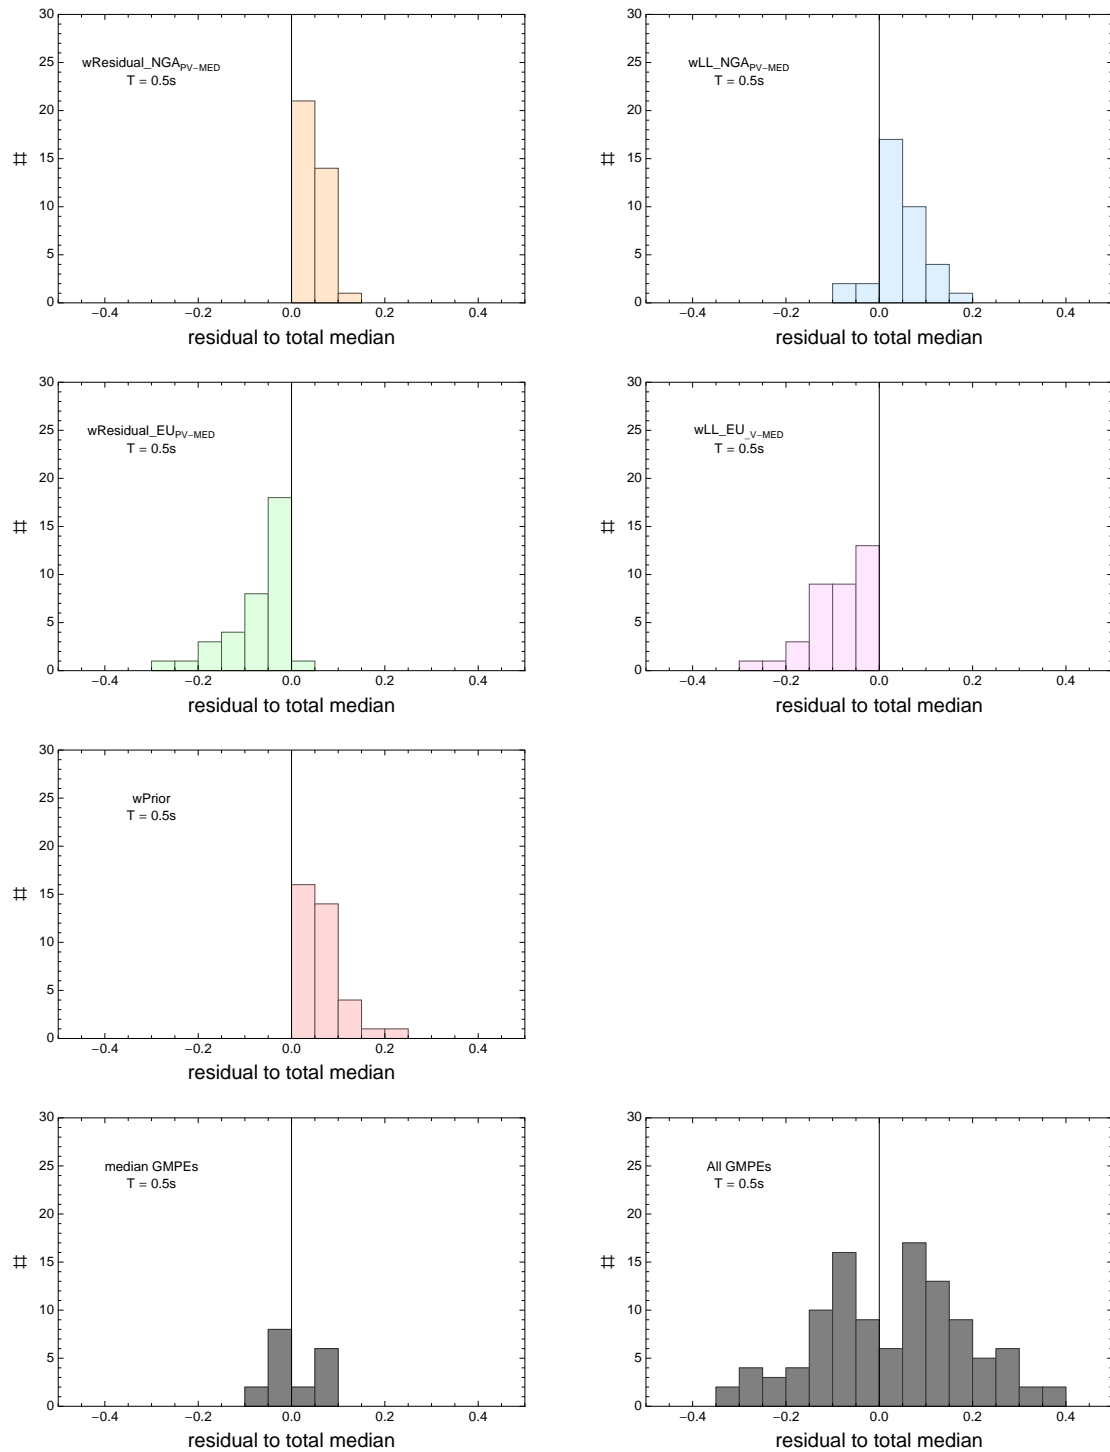 30
25
20
15
10
5
0
#
wResidual_NGA PV−MED
T = 0.5s
−0.4 −0.2 0.0 0.2 0.4
residual to total median
30
25
20
15
10
5
0
#
wLL_NGA PV−MED
T = 0.5s
−0.4 −0.2 0.0 0.2 0.4
residual to total median
30
25
20
15
10
5
0
#
wResidual_EU PV−MED
T = 0.5s
−0.4 −0.2 0.0 0.2 0.4
residual to total median
30
25
20
15
10
5
0
#
wLL_EU _V−MED
T = 0.5s
−0.4 −0.2 0.0 0.2 0.4
residual to total median
30
25
20
15
10
5
0
#
wPrior
T = 0.5s
−0.4 −0.2 0.0 0.2 0.4
residual to total median
30
25
20
15
10
5
0
#
median GMPEs
T = 0.5s
−0.4 −0.2 0.0 0.2 0.4
residual to total median
30
25
20
15
10
5
0
#
All GMPEs
T = 0.5s
−0.4 −0.2 0.0 0.2 0.4
residual to total median